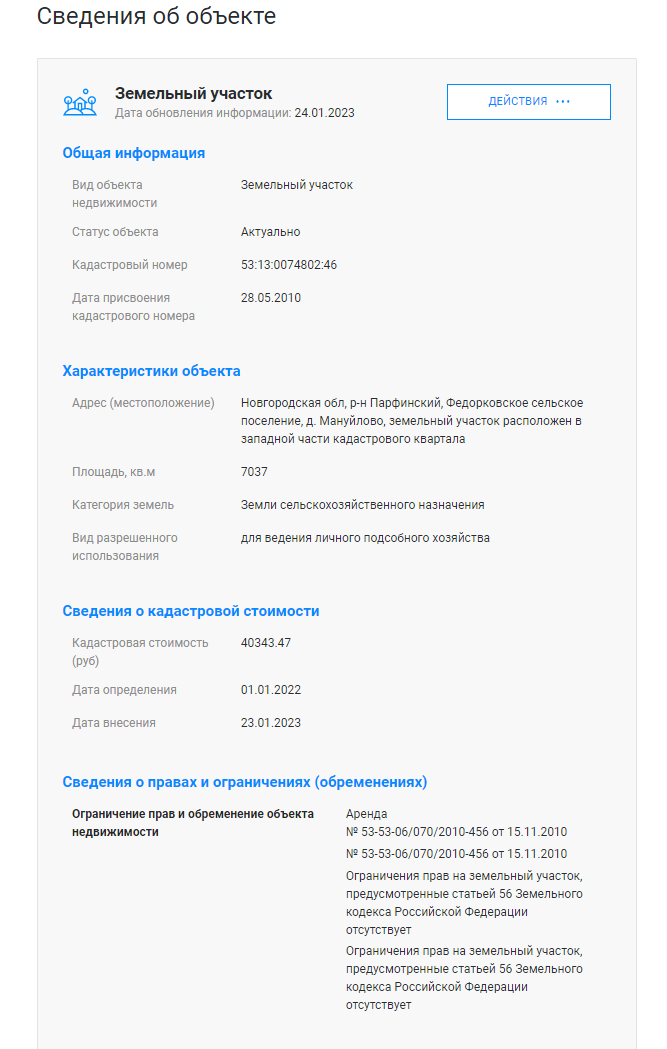 Сведения об объекте
Земельный участок
Дата обновления информации: 24.01.2023
ДЕЙСТВИЯ ···
Общая информация
Вид объекта
недвижимости
Земельный участок
Статус объекта
Актуально
Кадастровый номер
53:13:0074802:46
Дата присвоения
кадастрового номера
28.05.2010
Характеристики объекта
Адрес (местоположение)
Новгородская обл, р-н Парфинский, Федорковское сельское
поселение, д. Мануйлово, земельный участок расположен в
западной части кадастрового квартала
Площадь, кв.м
7037
Категория земель
Земли сельскохозяйственного назначения
Вид разрешенного
использования
для ведения личного подсобного хозяйства
Сведения о кадастровой стоимости
Кадастровая стоимость
(руб)
40343.47
Дата определения
01.01.2022
Дата внесения
23.01.2023
Сведения о правах и ограничениях (обременениях)
Ограничение прав и обременение объекта
недвижимости
Аренда
№ 53-53-06/070/2010-456 от 15.11.2010
№ 53-53-06/070/2010-456 от 15.11.2010
Ограничения прав на земельный участок,
предусмотренные статьей 56 Земельного
кодекса Российской Федерации
отсутствует
Ограничения прав на земельный участок,
предусмотренные статьей 56 Земельного
кодекса Российской Федерации
отсутствует